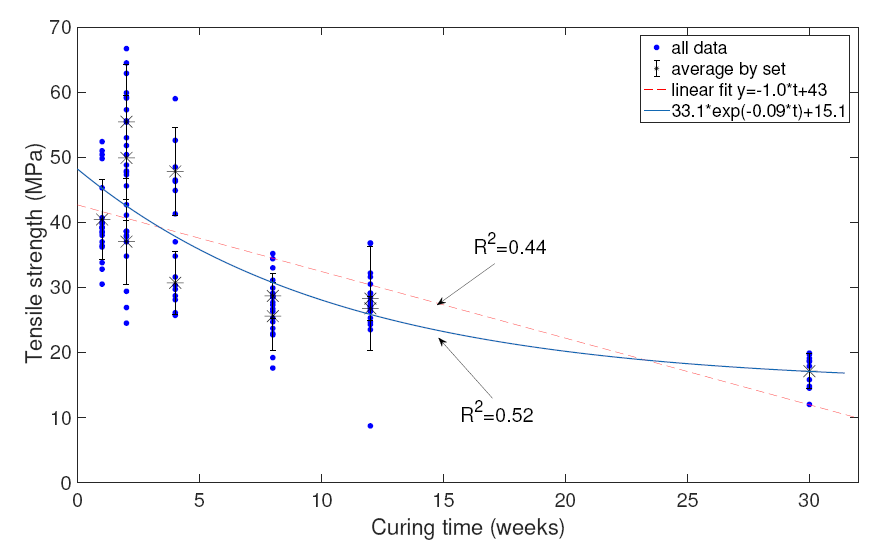 70
60
50
40
30
20
10
0
Tensile strength (MPa)
all data
average by set
linear fit y=-1.0*t+43
33.1*exp(-0.09*t)+15.1
R²=0.44
R²=0.52
0 5 10 15 20 25 30
Curing time (weeks)